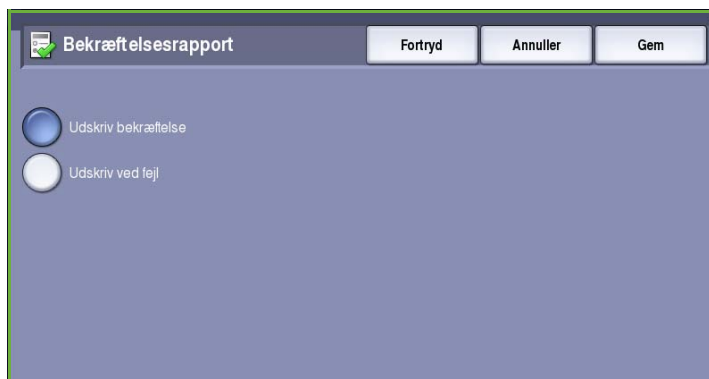 Bekræftelsesrapport
Fortryd
Annuller
Gem
Udskriv bekræftelse
Udskriv ved fejl